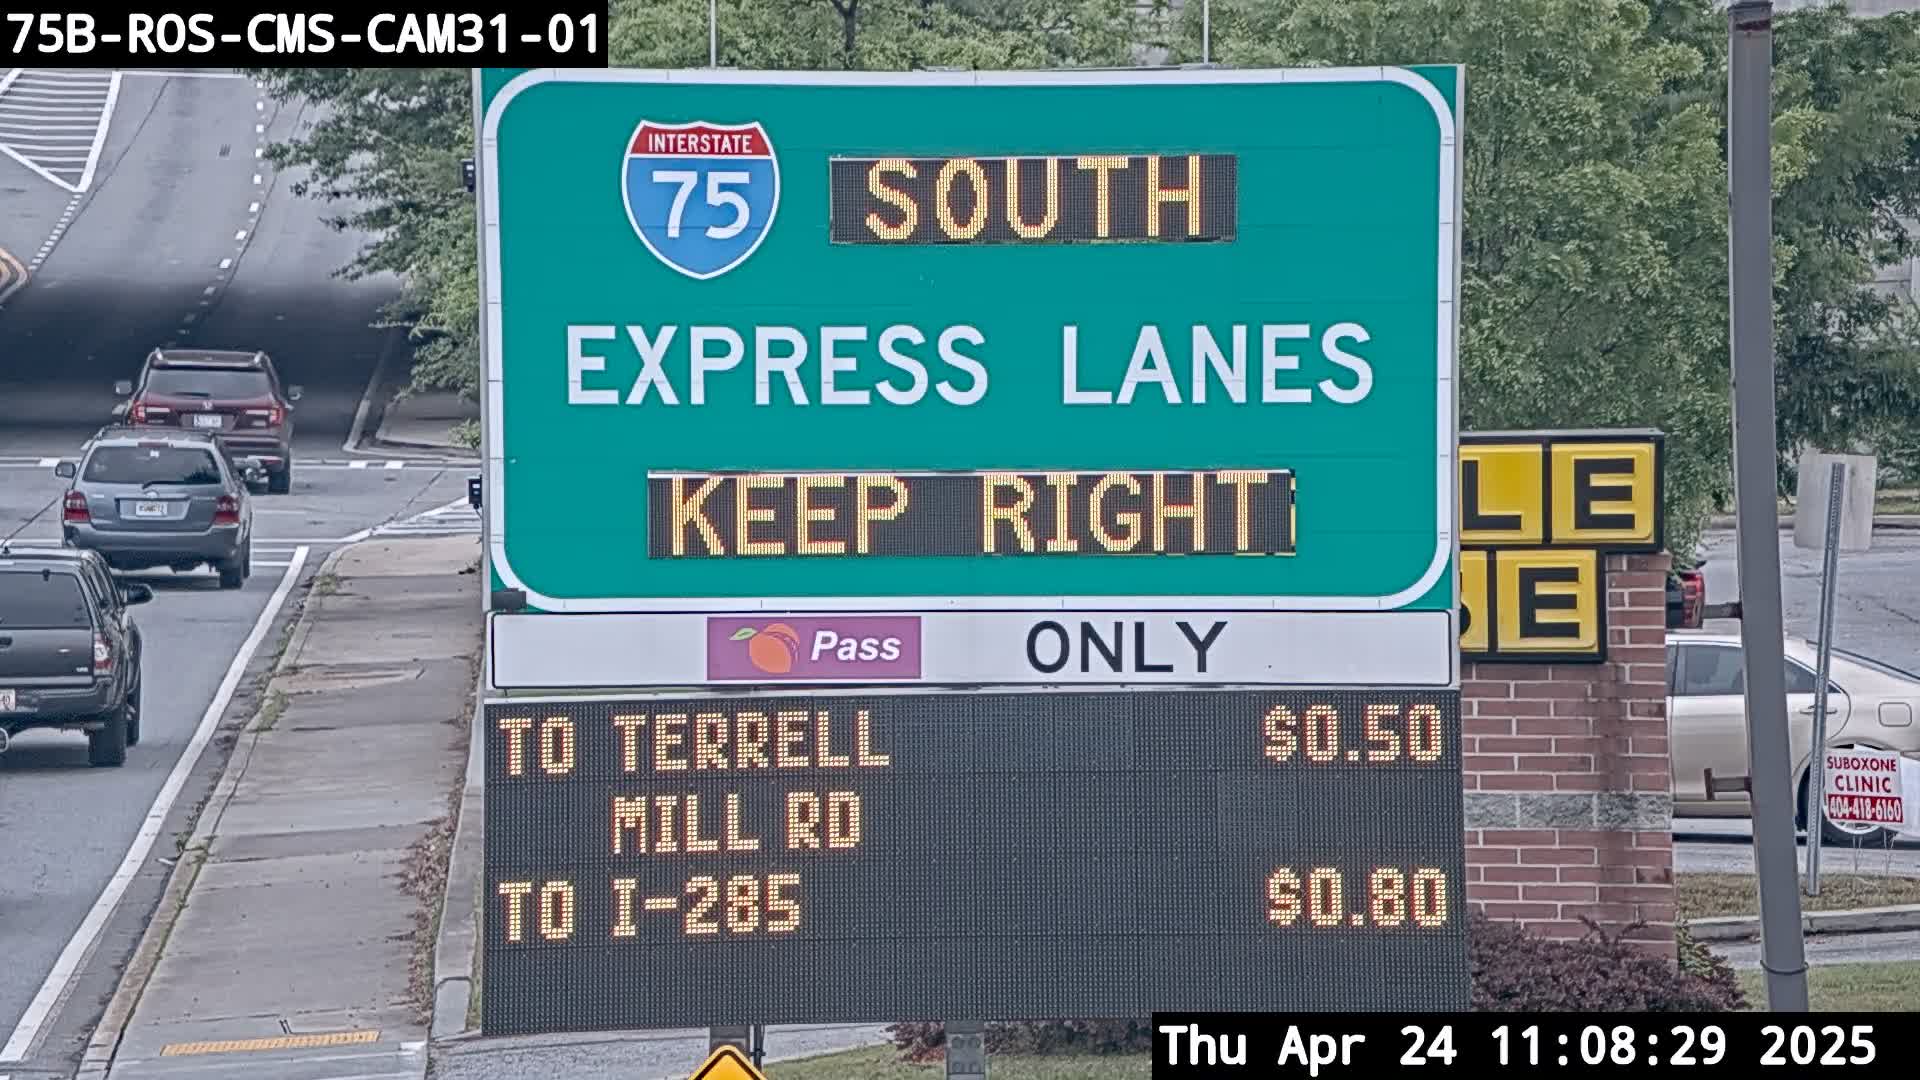 75B-ROS-CMS-CAM31-01
INTERSTATE
75
SOUTH
EXPRESS LANES
KEEP RIGHT
Pass ONLY
TO TERRELL $0.50
MILL RD
TO I-285 $0.80
LE
E
SUBOXONE
CLINIC
404-418-6160
Thu Apr 24 11:08:29 2025